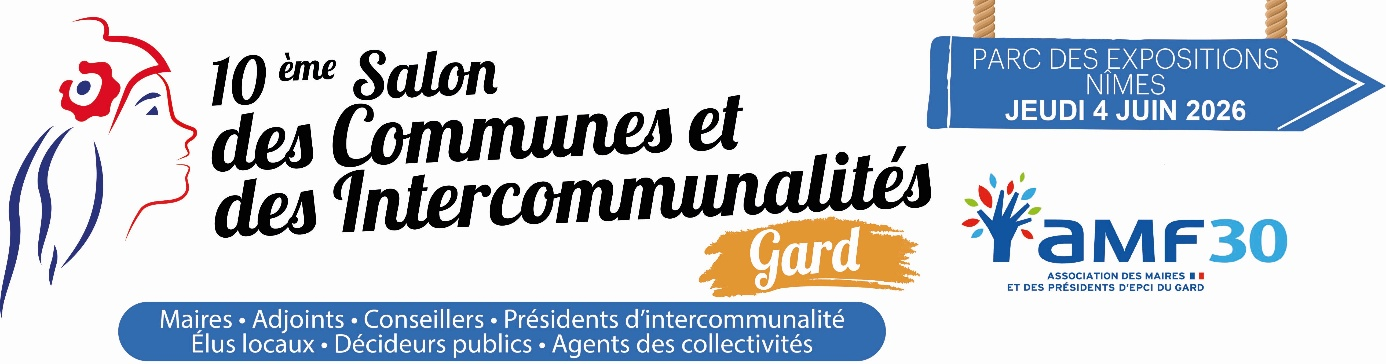 10 ème Salon
des Communes et
des Intercommunalités
Gard
Maires • Adjoints • Conseillers • Présidents d'intercommunalité
Élus locaux • Décideurs publics • Agents des collectivités
PARC DES EXPOSITIONS
NÎMES
JEUDI 4 JUIN 2026
aMF30
ASSOCIATION DES MAIRES
ET DES PRÉSIDENTS D'EPCI DU GARD